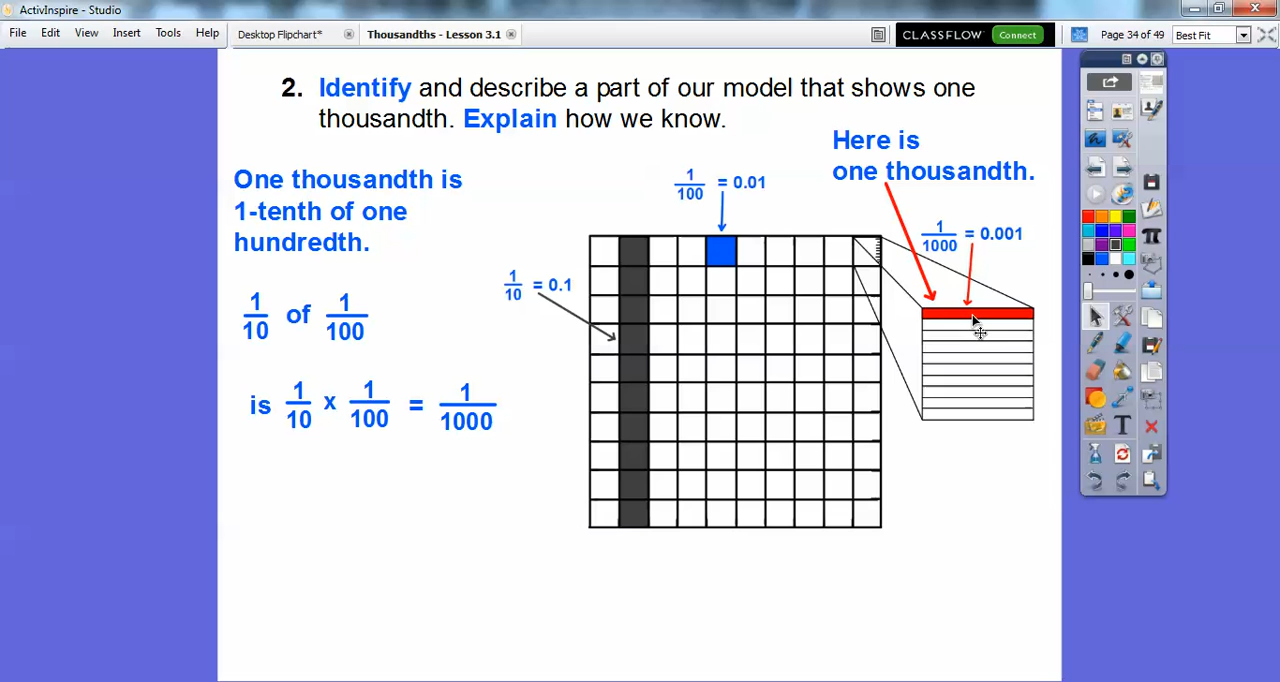 ActivInspire - Studio
File Edit View Insert Tools Help
Desktop Flipchart*
Thousandths - Lesson 3.1
CLASSFLOW Connect
Page 34 of 49
Best Fit
2. Identify and describe a part of our model that shows one
thousandth. Explain how we know.
Here is
one thousandth.
One thousandth is
1-tenth of one
hundredth.
1/100 = 0.01
1/1000 = 0.001
1/10 = 0.1
1/10 of 1/100
is 1/10 x 1/100 = 1/1000
π
T